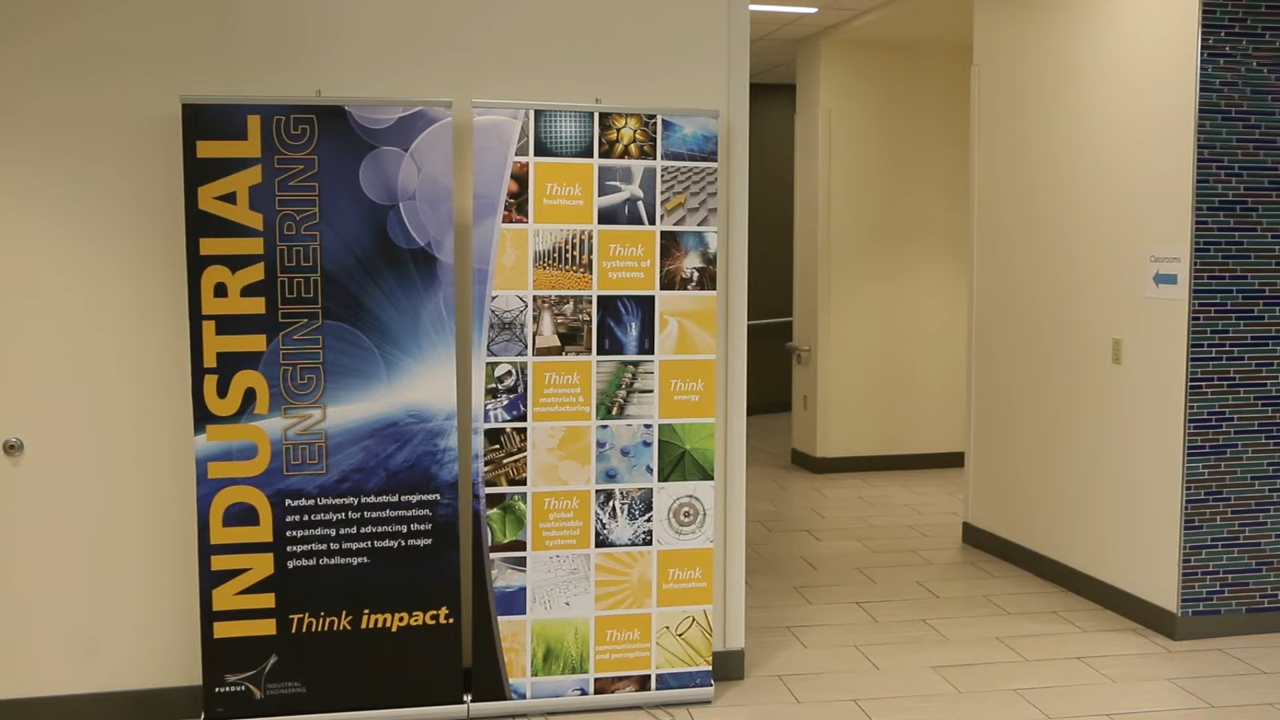 INDUSTRIAL
ENGINEERING
Purdue University industrial engineers
are a catalyst for transformation,
expanding and advancing their
expertise to impact today's major
global challenges.
Think impact.
PURDUE
INDUSTRIAL
ENGINEERING
Think
healthcare
Think
systems of
systems
Think
advanced
materials &
manufacturing
Think
energy
Think
global
sustainable
industrial
systems
Think
information
Think
communication
and perception
Classrooms